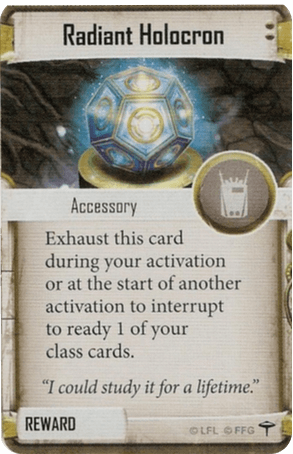 Radiant Holocron
Accessory
Exhaust this card
during your activation
or at the start of another
activation to interrupt
to ready 1 of your
class cards.
“I could study it for a lifetime.”
REWARD
©LFL ©FFG